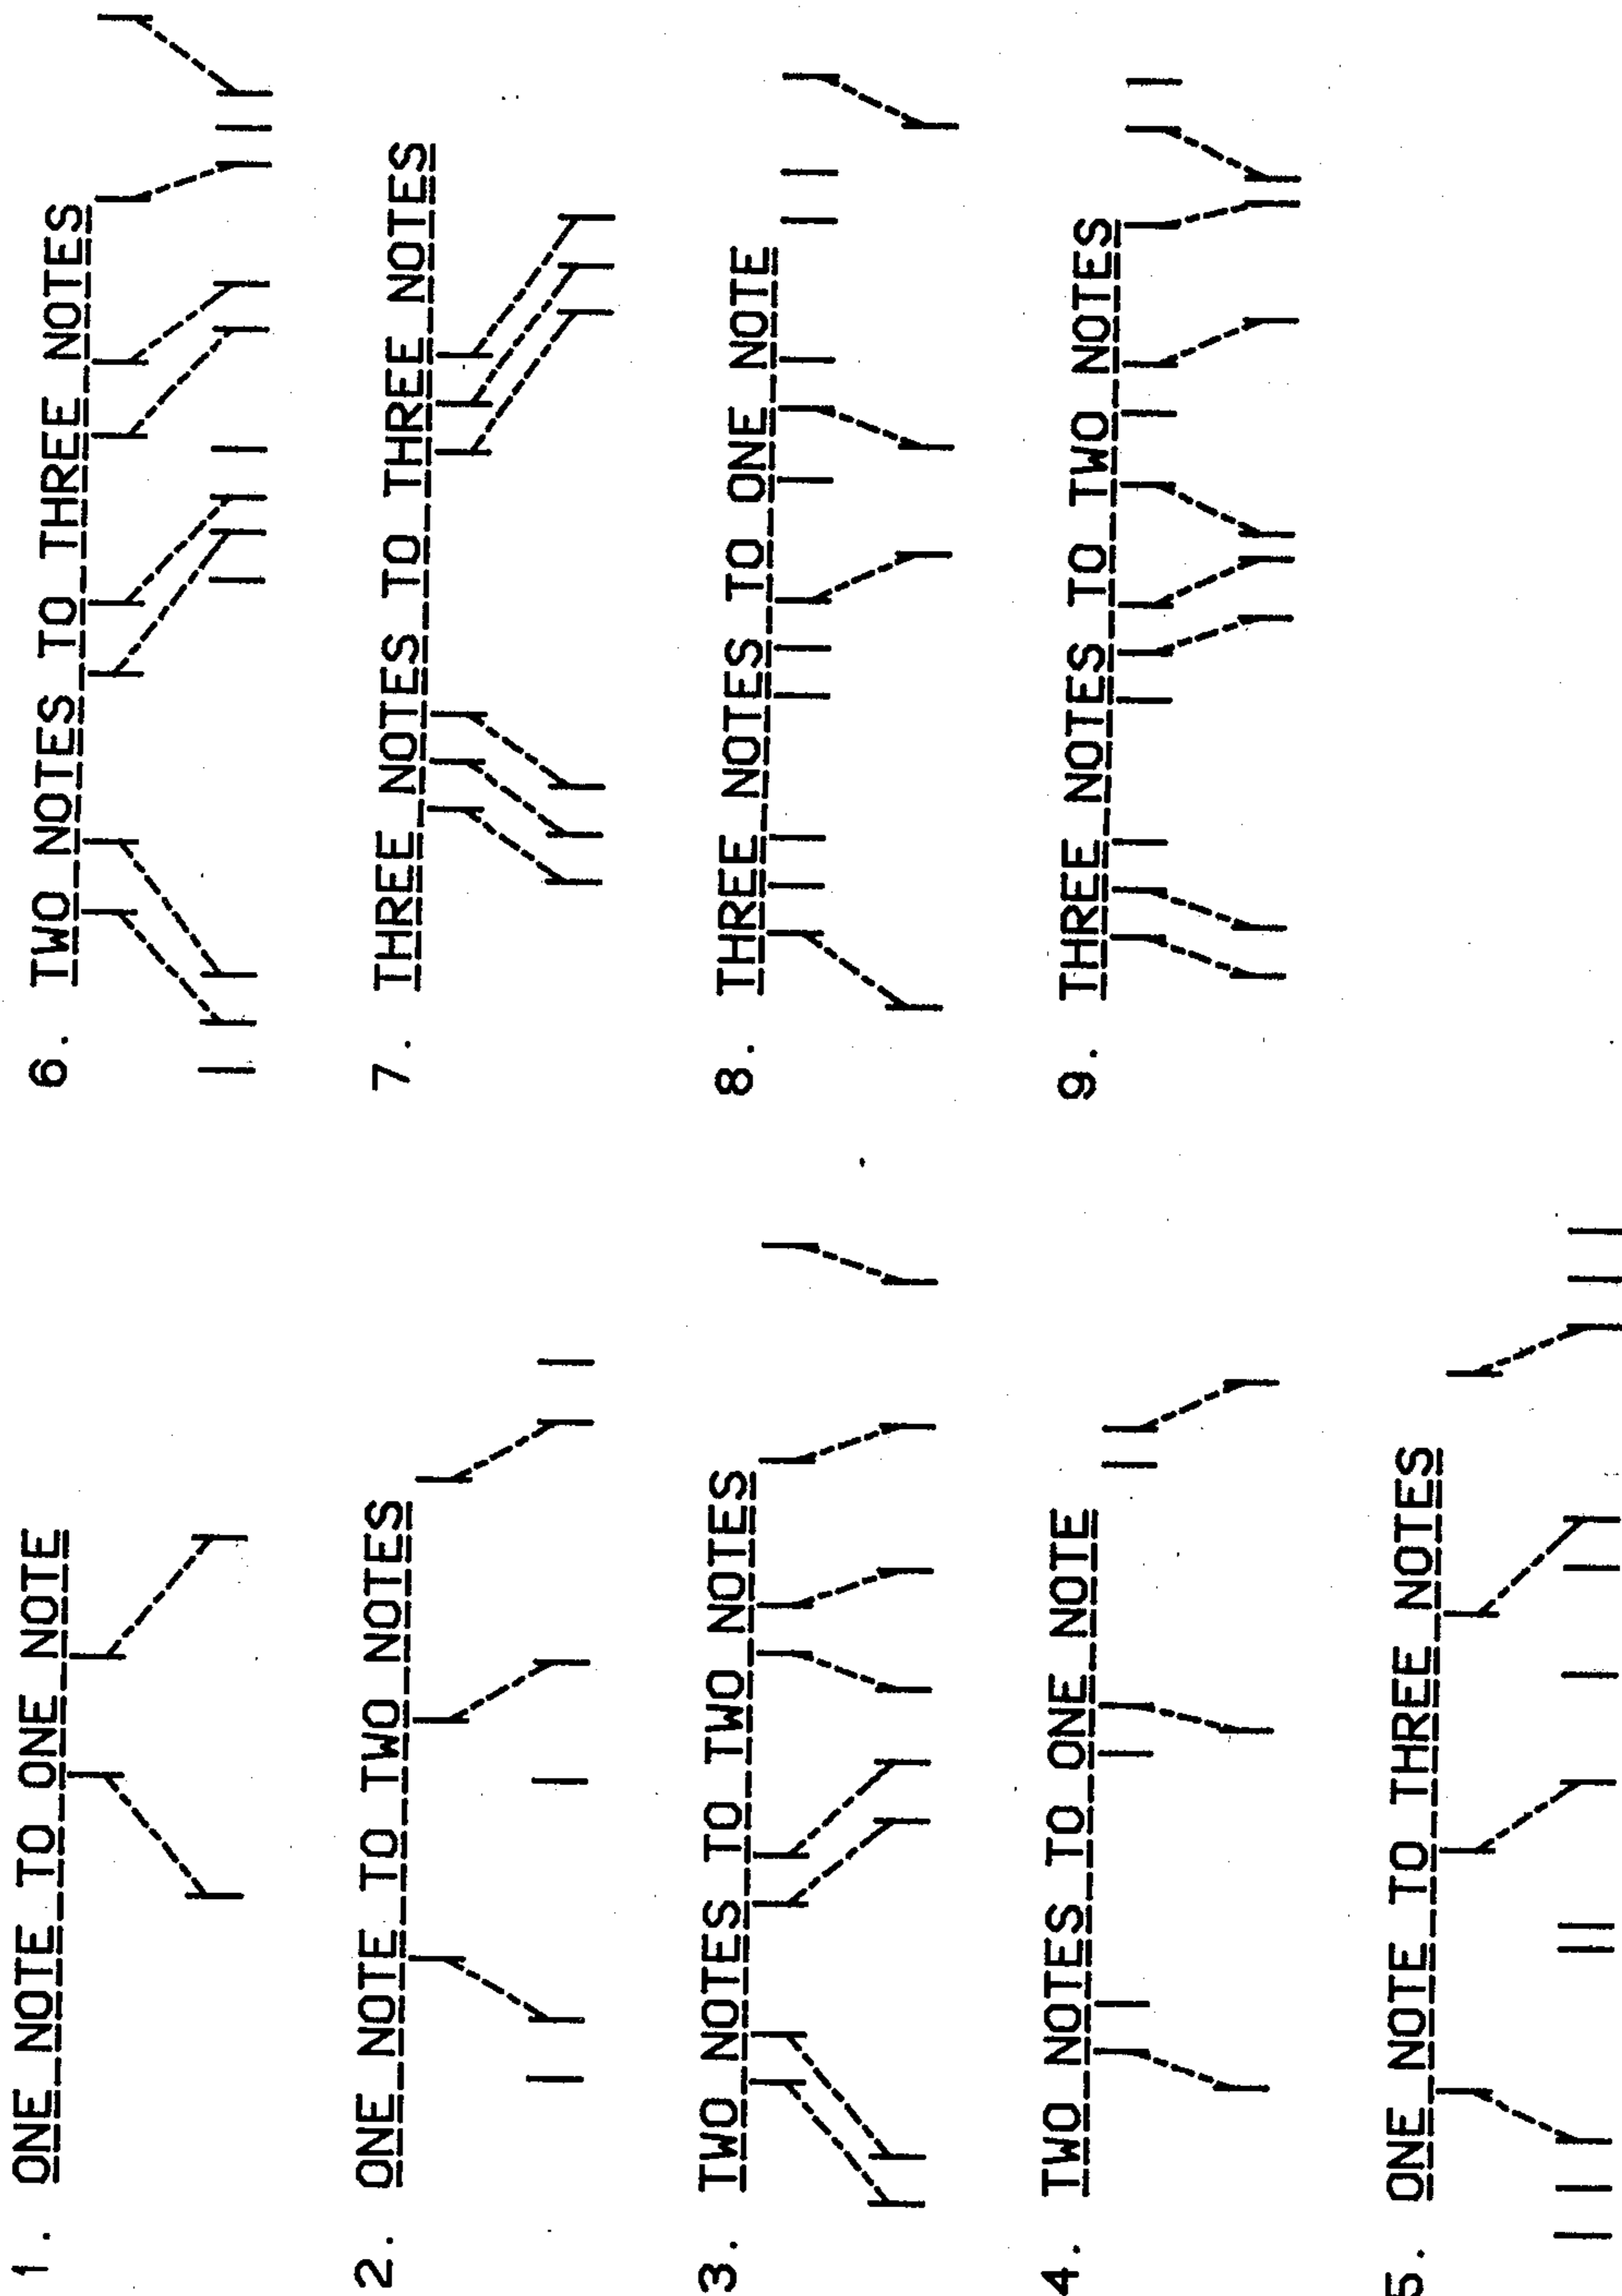 1. ONE NOTE TO ONE NOTE
2. ONE NOTE TO TWO NOTES
3. TWO NOTES TO TWO NOTES
4. TWO NOTES TO ONE NOTE
5. ONE NOTE TO THREE NOTES
6. TWO NOTES TO THREE NOTES
7. THREE NOTES TO THREE NOTES
8. THREE NOTES TO ONE NOTE
9. THREE NOTES TO TWO NOTES